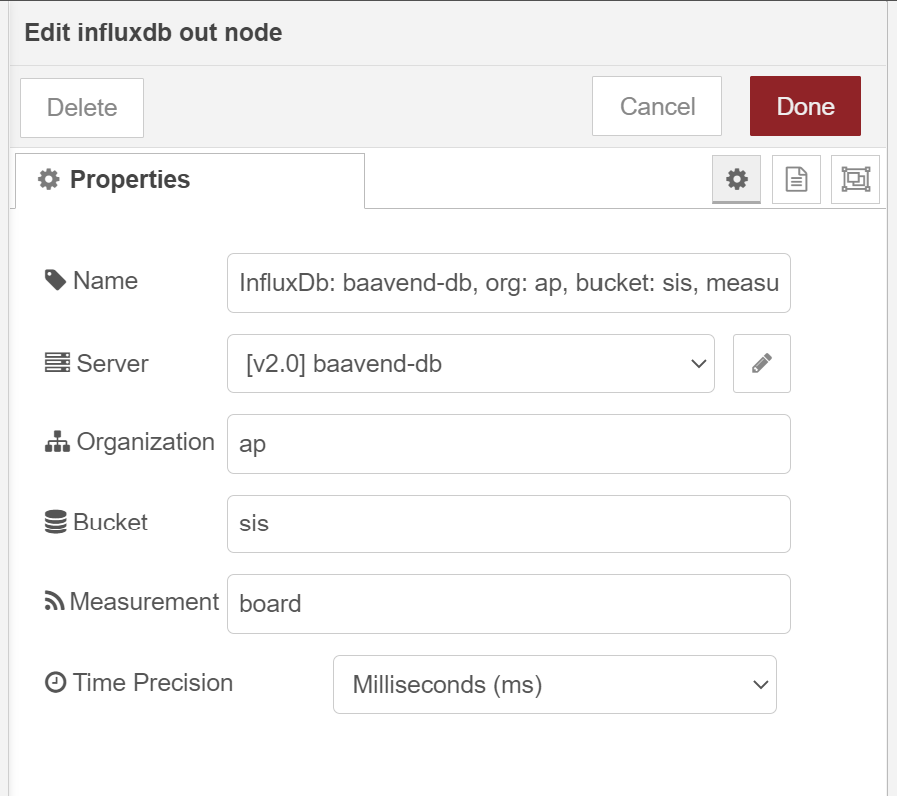 Edit influxdb out node
Delete
Cancel
Done
Properties
Name
InfluxDb: baavend-db, org: ap, bucket: sis, measu
Server
[v2.0] baavend-db
Organization
ap
Bucket
sis
Measurement
board
Time Precision
Milliseconds (ms)